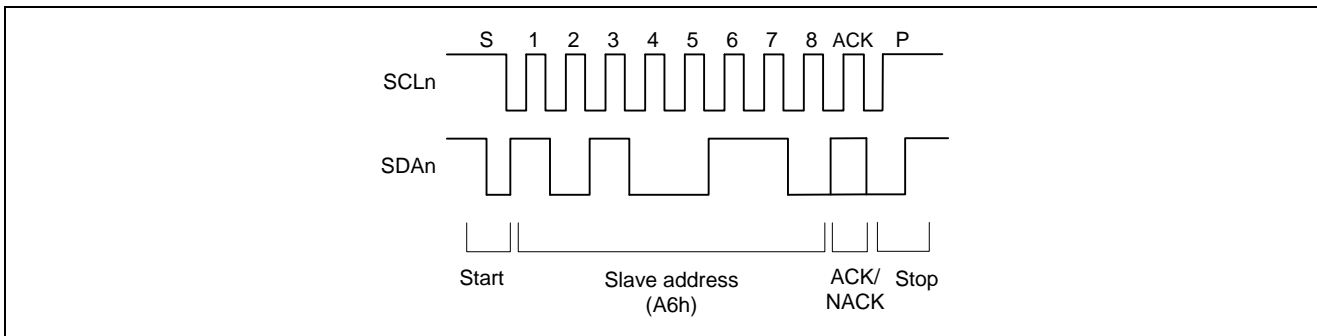 S 1 2 3 4 5 6 7 8 ACK P
SCLn
SDAn
Start Slave address (A6h) ACK/ NACK Stop